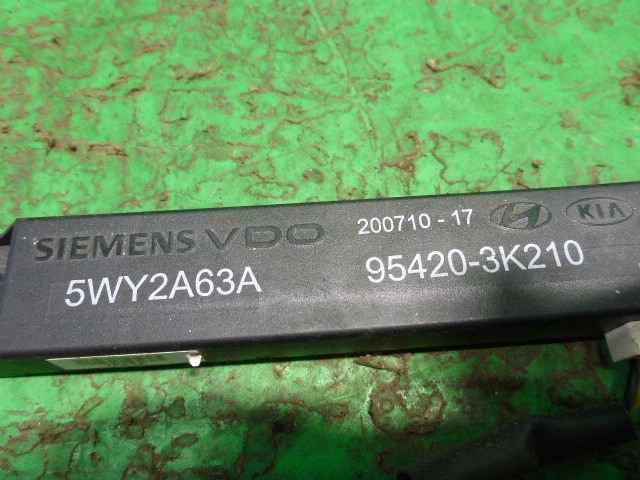 SIEMENS VDO
200710 - 17
KIA
5WY2A63A
95420-3K210